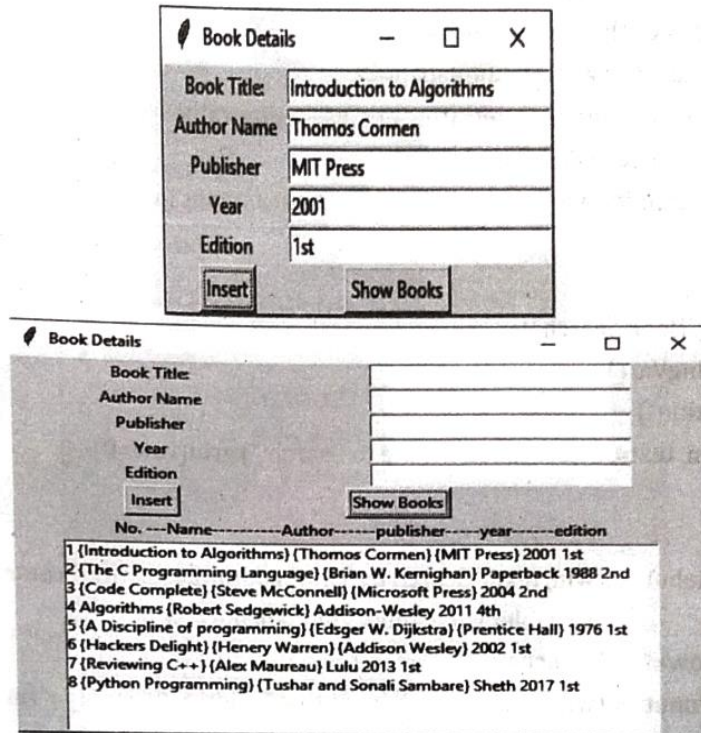 Book Details
Book Title: Introduction to Algorithms
Author Name Thomos Cormen
Publisher MIT Press
Year 2001
Edition 1st
Insert Show Books
Book Details
Book Title:
Author Name
Publisher
Year
Edition
Insert Show Books
No. ---Name----------Author------publisher-----year------edition
1 {Introduction to Algorithms} {Thomos Cormen} {MIT Press} 2001 1st
2 {The C Programming Language} {Brian W. Kernighan} Paperback 1988 2nd
3 {Code Complete} {Steve McConnell} {Microsoft Press} 2004 2nd
4 Algorithms {Robert Sedgewick} Addison-Wesley 2011 4th
5 {A Discipline of programming} {Edsger W. Dijkstra} {Prentice Hall} 1976 1st
6 {Hackers Delight} {Henery Warren} {Addison Wesley} 2002 1st
7 {Reviewing C++} {Alex Maureau} Lulu 2013 1st
8 {Python Programming} {Tushar and Sonali Sambare} Sheth 2017 1st